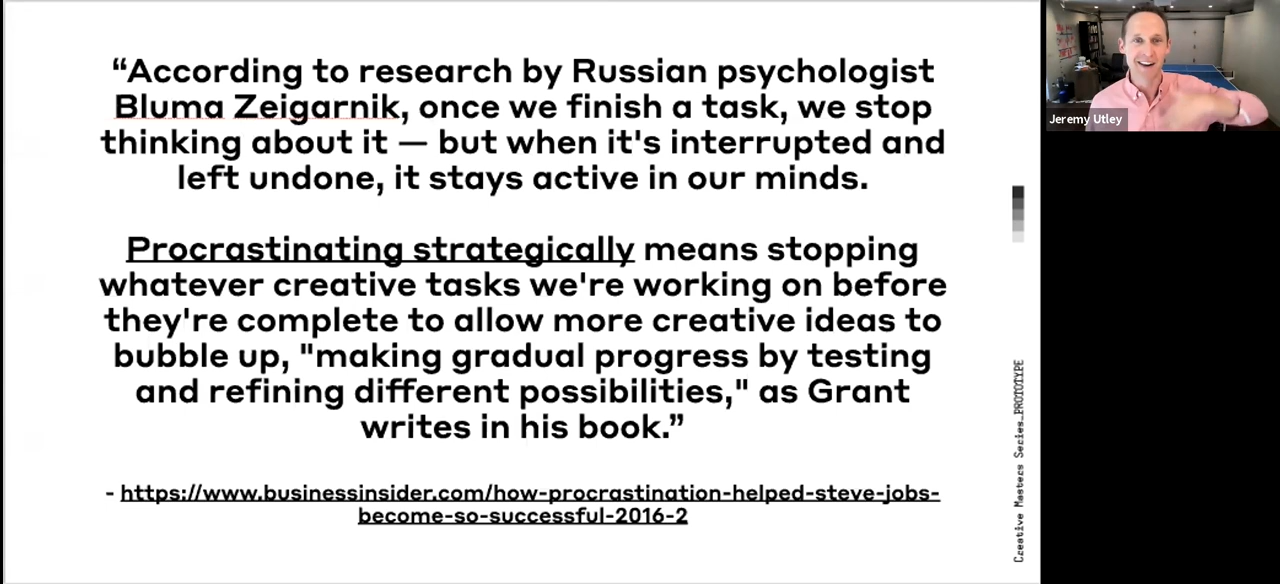 “According to research by Russian psychologist
Bluma Zeigarnik, once we finish a task, we stop
thinking about it — but when it's interrupted and
left undone, it stays active in our minds.
Procrastinating strategically means stopping
whatever creative tasks we're working on before
they're complete to allow more creative ideas to
bubble up, "making gradual progress by testing
and refining different possibilities," as Grant
writes in his book.”
- https://www.businessinsider.com/how-procrastination-helped-steve-jobs-
become-so-successful-2016-2
Creative Masters Series_PROTOTYPE
Jeremy Utley